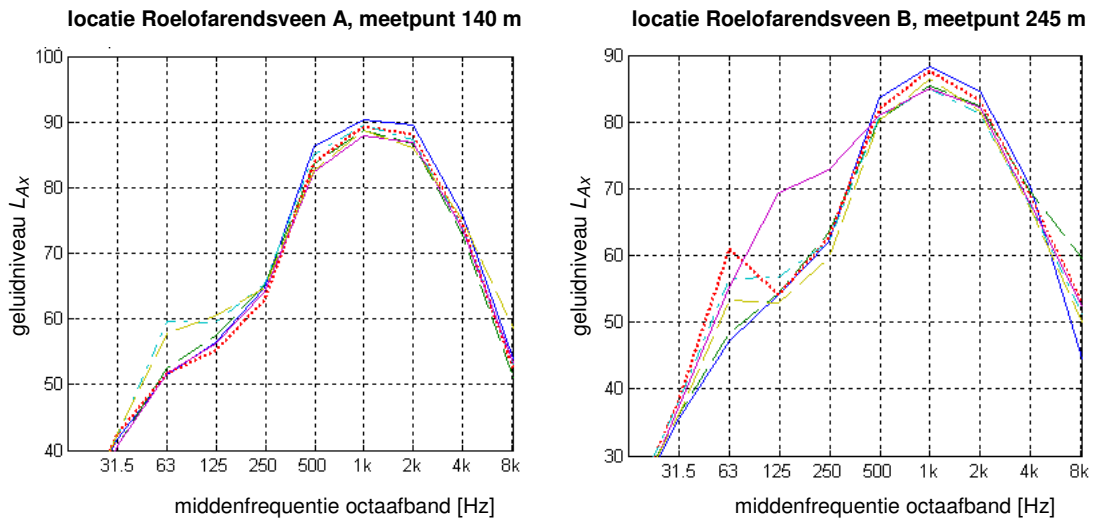 locatie Roelofarendsveen A, meetpunt 140 m
geluidniveau LAx
100
90
80
70
60
50
40
31.5 63 125 250 500 1k 2k 4k 8k
middenfrequentie octaafband [Hz]
locatie Roelofarendsveen B, meetpunt 245 m
geluidniveau LAx
90
80
70
60
50
40
30
31.5 63 125 250 500 1k 2k 4k 8k
middenfrequentie octaafband [Hz]